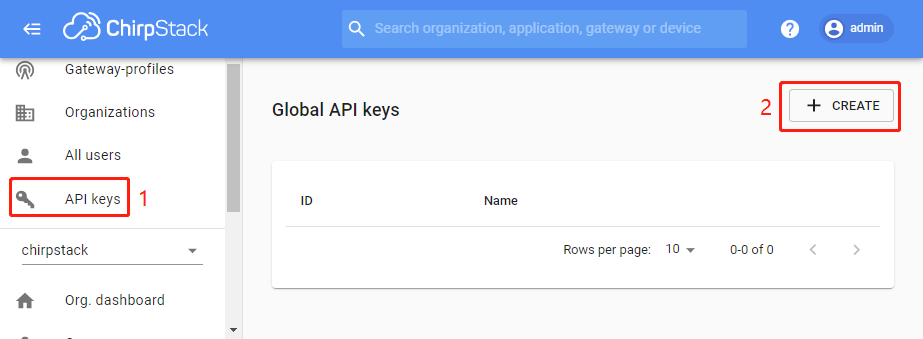 ChirpStack
Search organization, application, gateway or device
? admin
Gateway-profiles
Organizations
All users
API keys 1
chirpstack
Org. dashboard
Global API keys
2 + CREATE
ID Name
Rows per page: 10 0-0 of 0